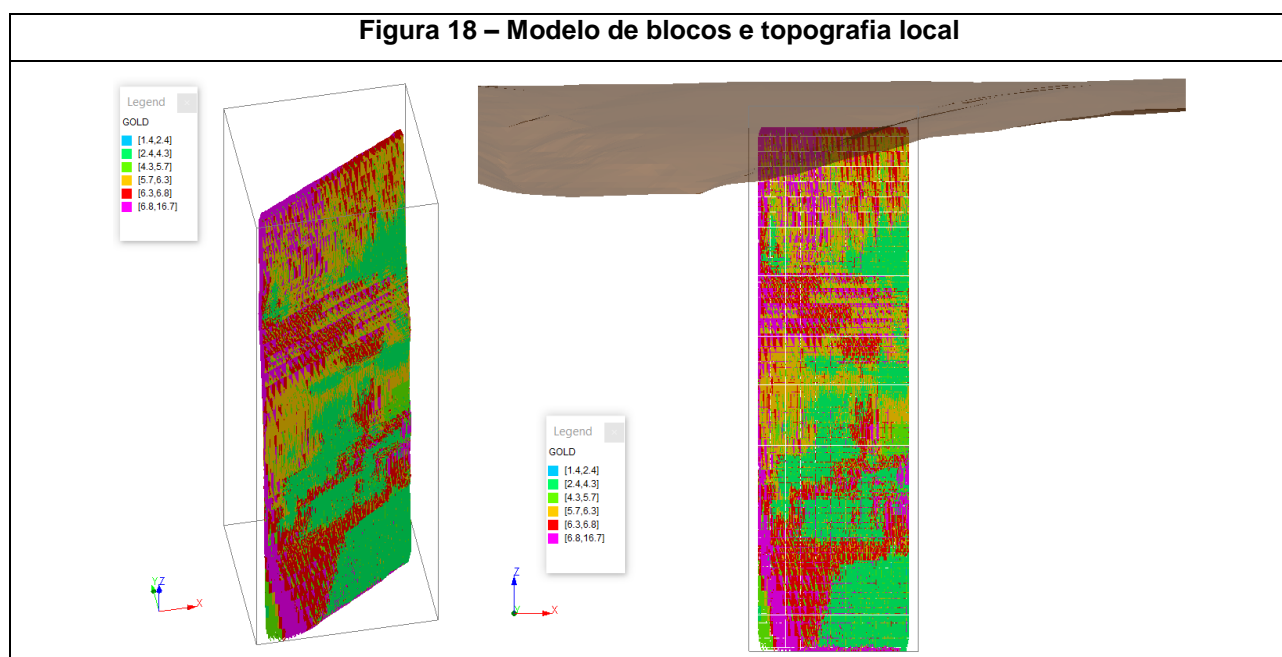 Figura 18 – Modelo de blocos e topografia local
Legend
GOLD
[1.4,2.4]
[2.4,4.3]
[4.3,5.7]
[5.7,6.3]
[6.3,6.8]
[6.8,16.7]
Y Z
X
Legend
GOLD
[1.4,2.4]
[2.4,4.3]
[4.3,5.7]
[5.7,6.3]
[6.3,6.8]
[6.8,16.7]
Z
Y X